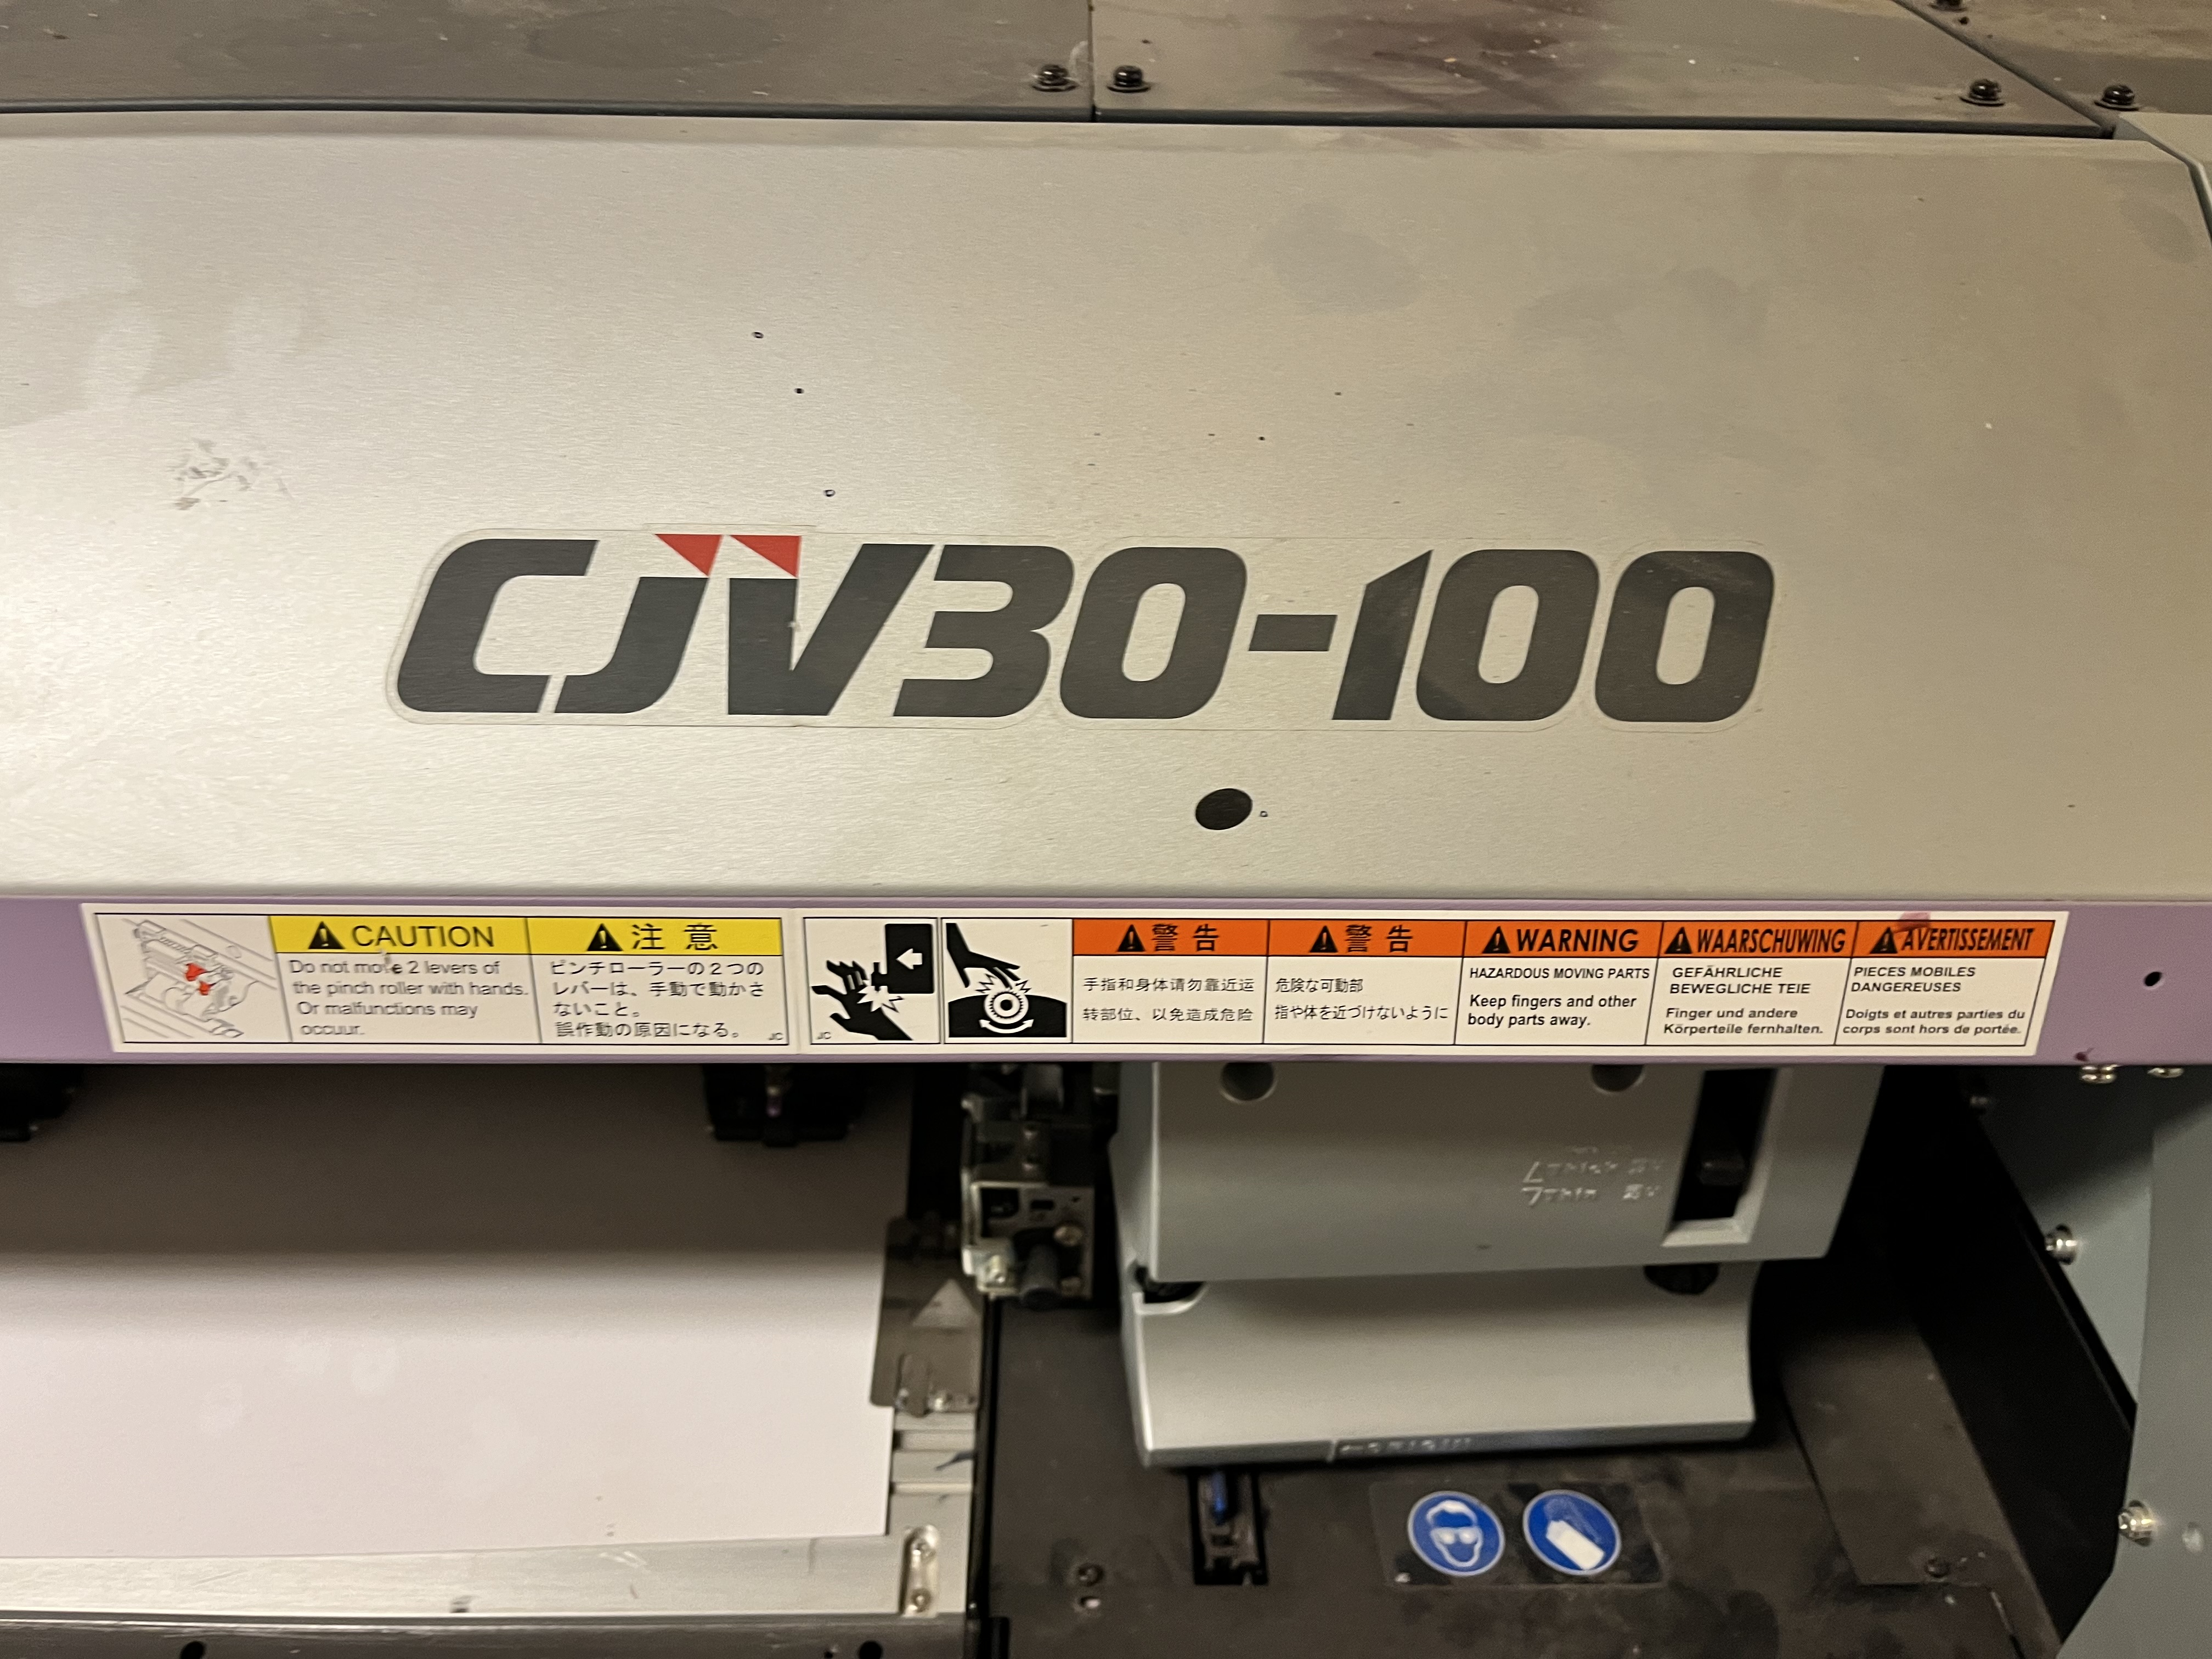 CJV30-100
CAUTION
Do not move 2 levers of
the pinch roller with hands.
Or malfunctions may
occuur.
注意
ピンチローラーの2つの
レバーは、手動で動かさ
ないこと。
誤作動の原因になる。
JC
JC
警告
手指和身体请勿靠近运
转部位、以免造成危险
警告
危険な可動部
指や体を近づけないように
WARNING
HAZARDOUS MOVING PARTS
Keep fingers and other
body parts away.
WAARSCHUWING
GEFÄHRLICHE
BEWEGLICHE TEIE
Finger und andere
Körperteile fernhalten.
AVERTISSEMENT
PIECES MOBILES
DANGEREUSES
Doigts et autres parties du
corps sont hors de portée.
Thick
Thin